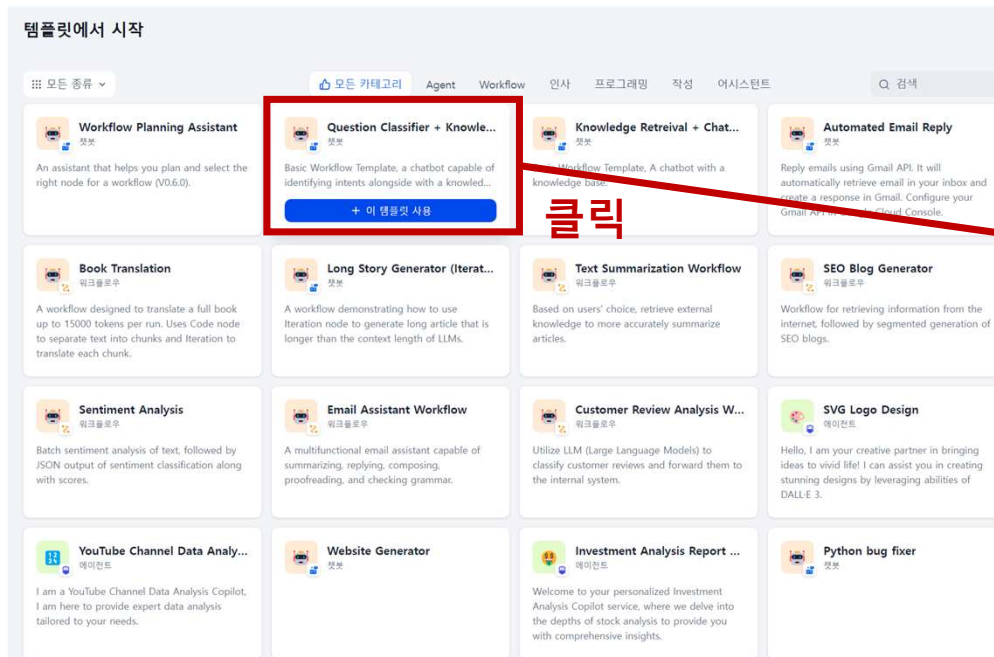 템플릿에서 시작
모든 종류
모든 카테고리
Agent
Workflow
인사
프로그래밍
작성
어시스턴트
검색
Workflow Planning Assistant
챗봇
An assistant that helps you plan and select the
right node for a workflow (V0.6.0).
Question Classifier + Knowle...
챗봇
Basic Workflow Template, a chatbot capable of
identifying intents alongside with a knowled...
+ 이 템플릿 사용
클릭
Knowledge Retreival + Chat...
챗봇
Basic Workflow Template, A chatbot with a
knowledge base.
Automated Email Reply
Reply emails using Gmail API. It will
automatically retrieve email in your inbox and
create a response in Gmail. Configure your
Gmail API in Cloud Console.
Book Translation
워크플로우
A workflow designed to translate a full book
up to 15000 tokens per run. Uses Code node
to separate text into chunks and Iteration to
translate each chunk.
Long Story Generator (Iterat...
챗봇
A workflow demonstrating how to use
Iteration node to generate long article that is
longer than the context length of LLMs.
Text Summarization Workflow
워크플로우
Based on users' choice, retrieve external
knowledge to more accurately summarize
articles.
SEO Blog Generator
워크플로우
Workflow for retrieving information from the
internet, followed by segmented generation of
SEO blogs.
Sentiment Analysis
워크플로우
Batch sentiment analysis of text, followed by
JSON output of sentiment classification along
with scores.
Email Assistant Workflow
워크플로우
A multifunctional email assistant capable of
summarizing, replying, composing,
proofreading, and checking grammar.
Customer Review Analysis W...
워크플로우
Utilize LLM (Large Language Models) to
classify customer reviews and forward them to
the internal system.
SVG Logo Design
에이전트
Hello, I am your creative partner in bringing
ideas to vivid life! I can assist you in creating
stunning designs by leveraging abilities of
DALL·E 3.
YouTube Channel Data Analy...
에이전트
I am a YouTube Channel Data Analysis Copilot,
I am here to provide expert data analysis
tailored to your needs.
Website Generator
챗봇
Investment Analysis Report ...
에이전트
Welcome to your personalized Investment
Analysis Copilot service, where we delve into
the depths of stock analysis to provide you
with comprehensive insights.
Python bug fixer
챗봇